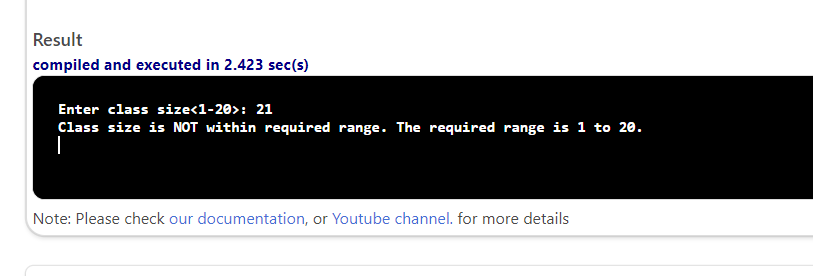 Result
compiled and executed in 2.423 sec(s)
Enter class size<1-20>: 21
Class size is NOT within required range. The required range is 1 to 20.
Note: Please check our documentation, or Youtube channel. for more details